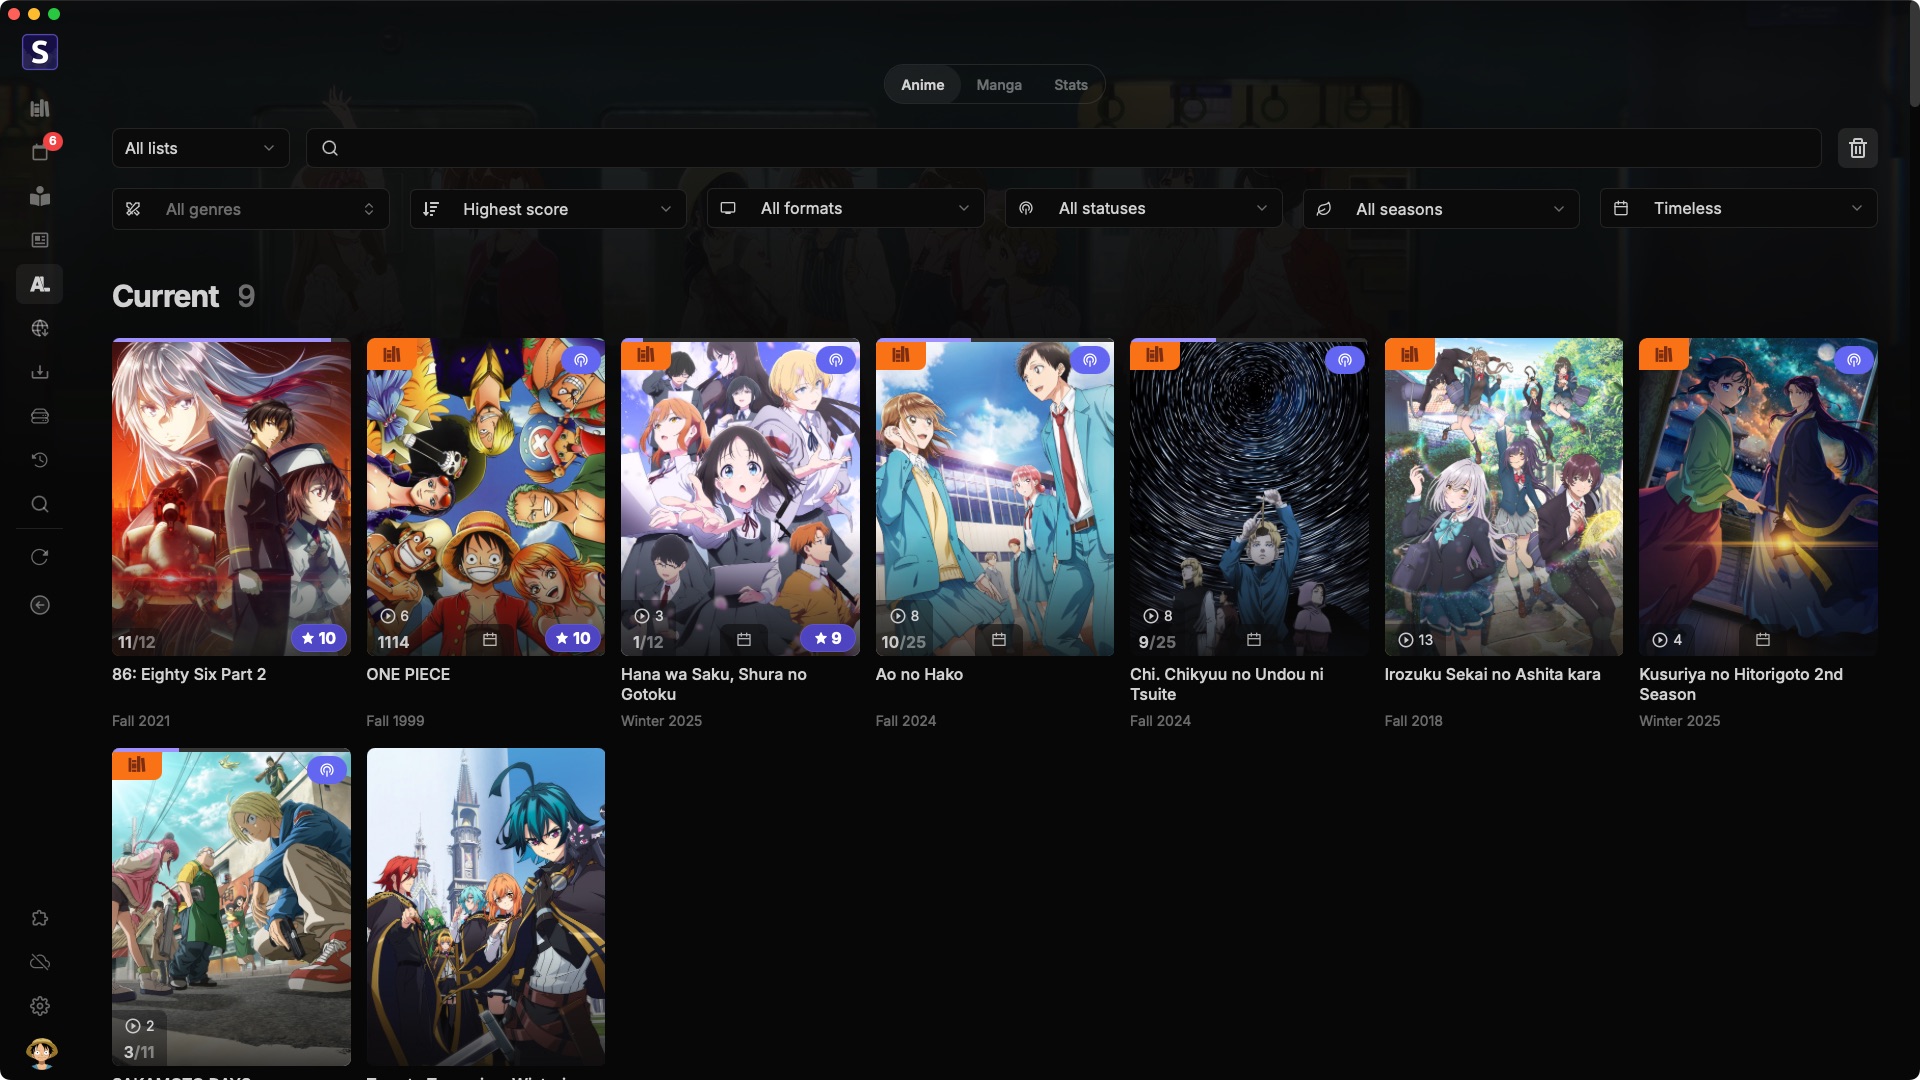 S
Anime Manga Stats
6
All lists
All genres Highest score All formats All statuses All seasons Timeless
AL
Current 9
11/12 10
6
1114 10
3
1/12 9
8
10/25
8
9/25
13
4
86: Eighty Six Part 2
Fall 2021
ONE PIECE
Fall 1999
Hana wa Saku, Shura no
Gotoku
Winter 2025
Ao no Hako
Fall 2024
Chi. Chikyuu no Undou ni
Tsuite
Fall 2024
Irozuku Sekai no Ashita kara
Fall 2018
Kusuriya no Hitorigoto 2nd
Season
Winter 2025
2
3/11
SAKAMOTO DAYS